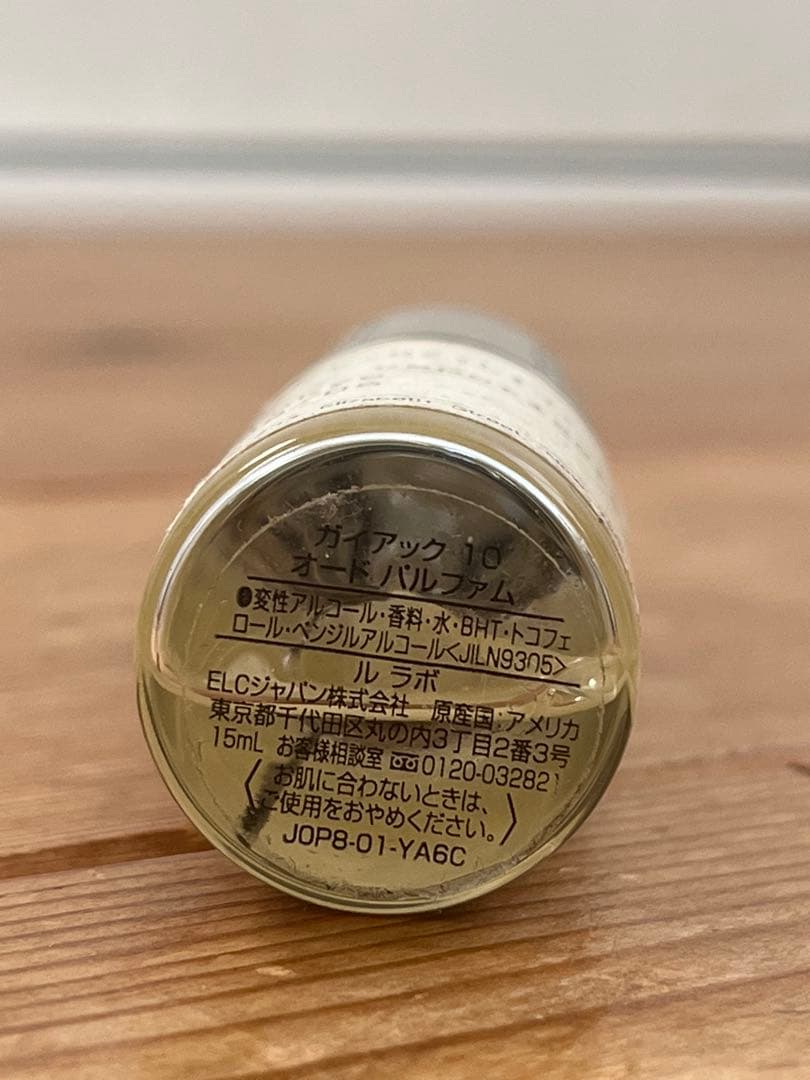 Elizabeth Street
ガイアック 10
オード パルファム
●変性アルコール・香料・水・BHT・トコフェ
ロール・ベンジルアルコール<JILN9305>
ル ラボ
ELCジャパン株式会社 原産国:アメリカ
東京都千代田区丸の内3丁目2番3号
15mL お客様相談室 0120-032821
〈お肌に合わないときは、
ご使用をおやめください。〉
J0P8-01-YA6C